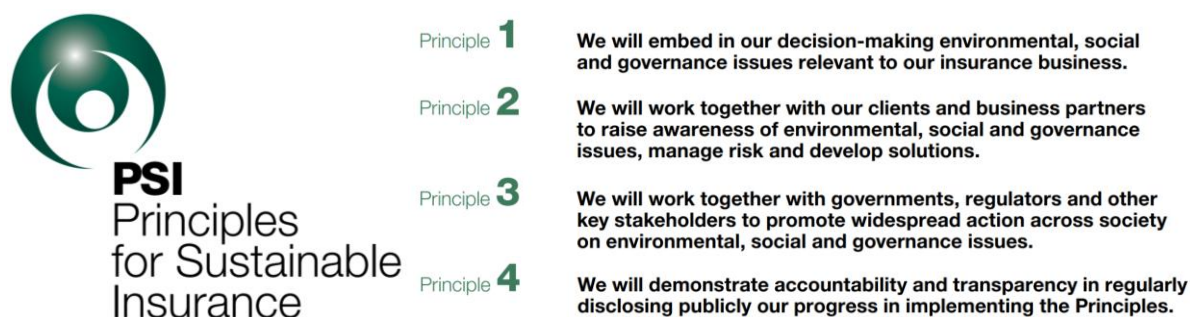 PSI
Principles
for Sustainable
Insurance
Principle 1
We will embed in our decision-making environmental, social
and governance issues relevant to our insurance business.
Principle 2
We will work together with our clients and business partners
to raise awareness of environmental, social and governance
issues, manage risk and develop solutions.
Principle 3
We will work together with governments, regulators and other
key stakeholders to promote widespread action across society
on environmental, social and governance issues.
Principle 4
We will demonstrate accountability and transparency in regularly
disclosing publicly our progress in implementing the Principles.